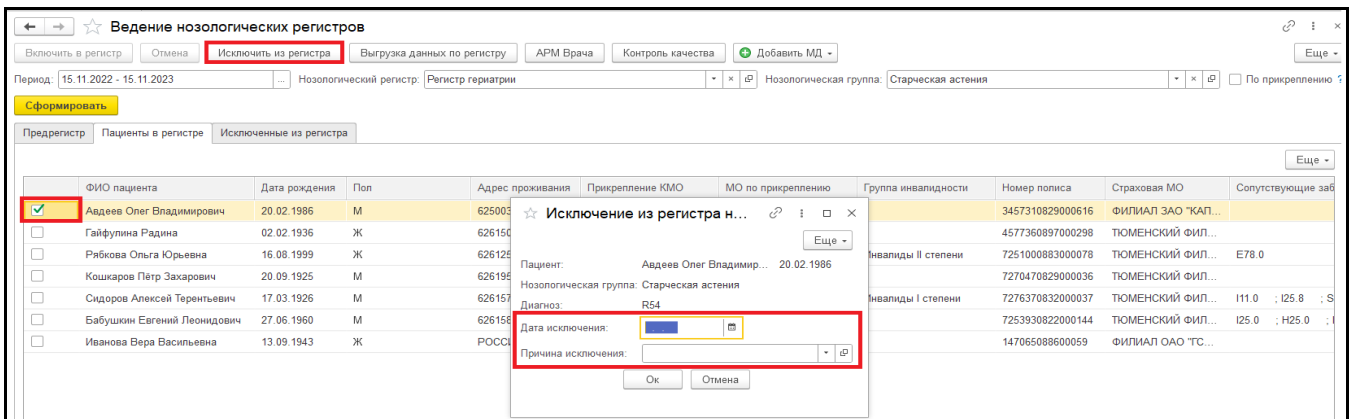 Ведение нозологических регистров
Включить в регистр Отмена Исключить из регистра Выгрузка данных по регистру АРМ Врача Контроль качества Добавить МД Еще
Период: 15.11.2022 - 15.11.2023 ... Нозологический регистр: Регистр гериатрии Нозологическая группа: Старческая астения По прикреплению ?
Сформировать
Предрегистр Пациенты в регистре Исключенные из регистра
Еще
ФИО пациента Дата рождения Пол Адрес проживания Прикрепление КМО МО по прикреплению Группа инвалидности Номер полиса Страховая МО Сопутствующие заб
Авдеев Олег Владимирович 20.02.1986 М 625003 3457310829000616 ФИЛИАЛ ЗАО "КАП...
Гайфулина Радина 02.02.1936 Ж 626150 4577360897000298 ТЮМЕНСКИЙ ФИЛ...
Рябкова Ольга Юрьевна 16.08.1999 Ж 626125 Инвалиды II степени 7251000883000078 ТЮМЕНСКИЙ ФИЛ... E78.0
Кошкаров Пётр Захарович 20.09.1925 М 626195 7270470829000036 ТЮМЕНСКИЙ ФИЛ...
Сидоров Алексей Терентьевич 17.03.1926 М 626157 Инвалиды I степени 7276370832000037 ТЮМЕНСКИЙ ФИЛ... I11.0 ; I25.8 ; S
Бабушкин Евгений Леонидович 27.06.1960 М 626158 7253930822000144 ТЮМЕНСКИЙ ФИЛ... I25.0 ; H25.0 ; I
Иванова Вера Васильевна 13.09.1943 Ж РОССИ 147065088600059 ФИЛИАЛ ОАО "ГС...
Исключение из регистра н...
Еще
Пациент: Авдеев Олег Владимир... 20.02.1986
Нозологическая группа: Старческая астения
Диагноз: R54
Дата исключения: . .
Причина исключения:
Ок Отмена